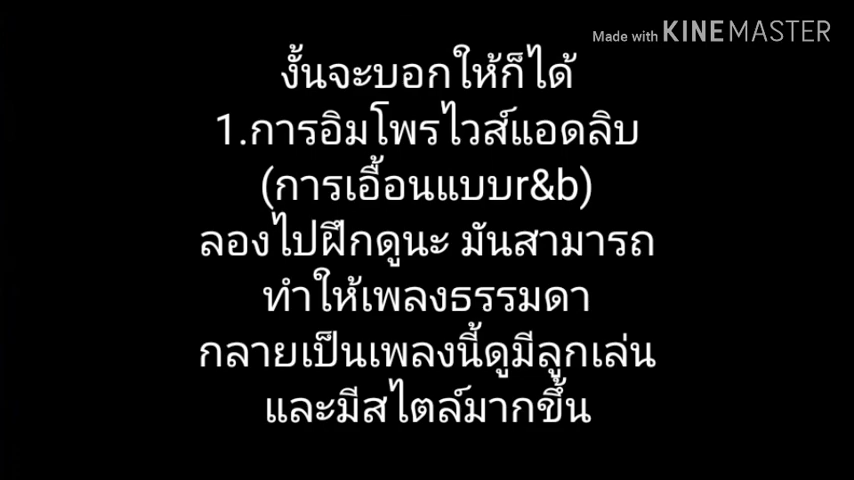 Made with KINEMASTER
งั้นจะบอกให้ก็ได้
1.การอิมโพรไวส์แอดลิบ
(การเอื้อนแบบr&b)
ลองไปฝึกดูนะ มันสามารถ
ทำให้เพลงธรรมดา
กลายเป็นเพลงนี้ดูมีลูกเล่น
และมีสไตล์มากขึ้น